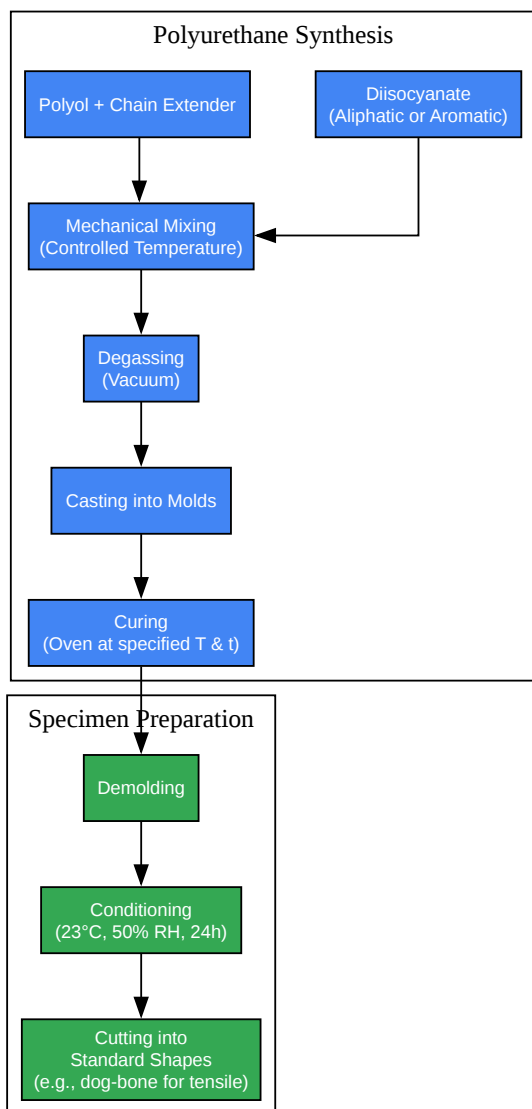 Polyurethane Synthesis
Polyol + Chain Extender
Diisocyanate
(Aliphatic or Aromatic)
Mechanical Mixing
(Controlled Temperature)
Degassing
(Vacuum)
Casting into Molds
Curing
(Oven at specified T & t)
Specimen Preparation
Demolding
Conditioning
(23°C, 50% RH, 24h)
Cutting into
Standard Shapes
(e.g., dog-bone for tensile)